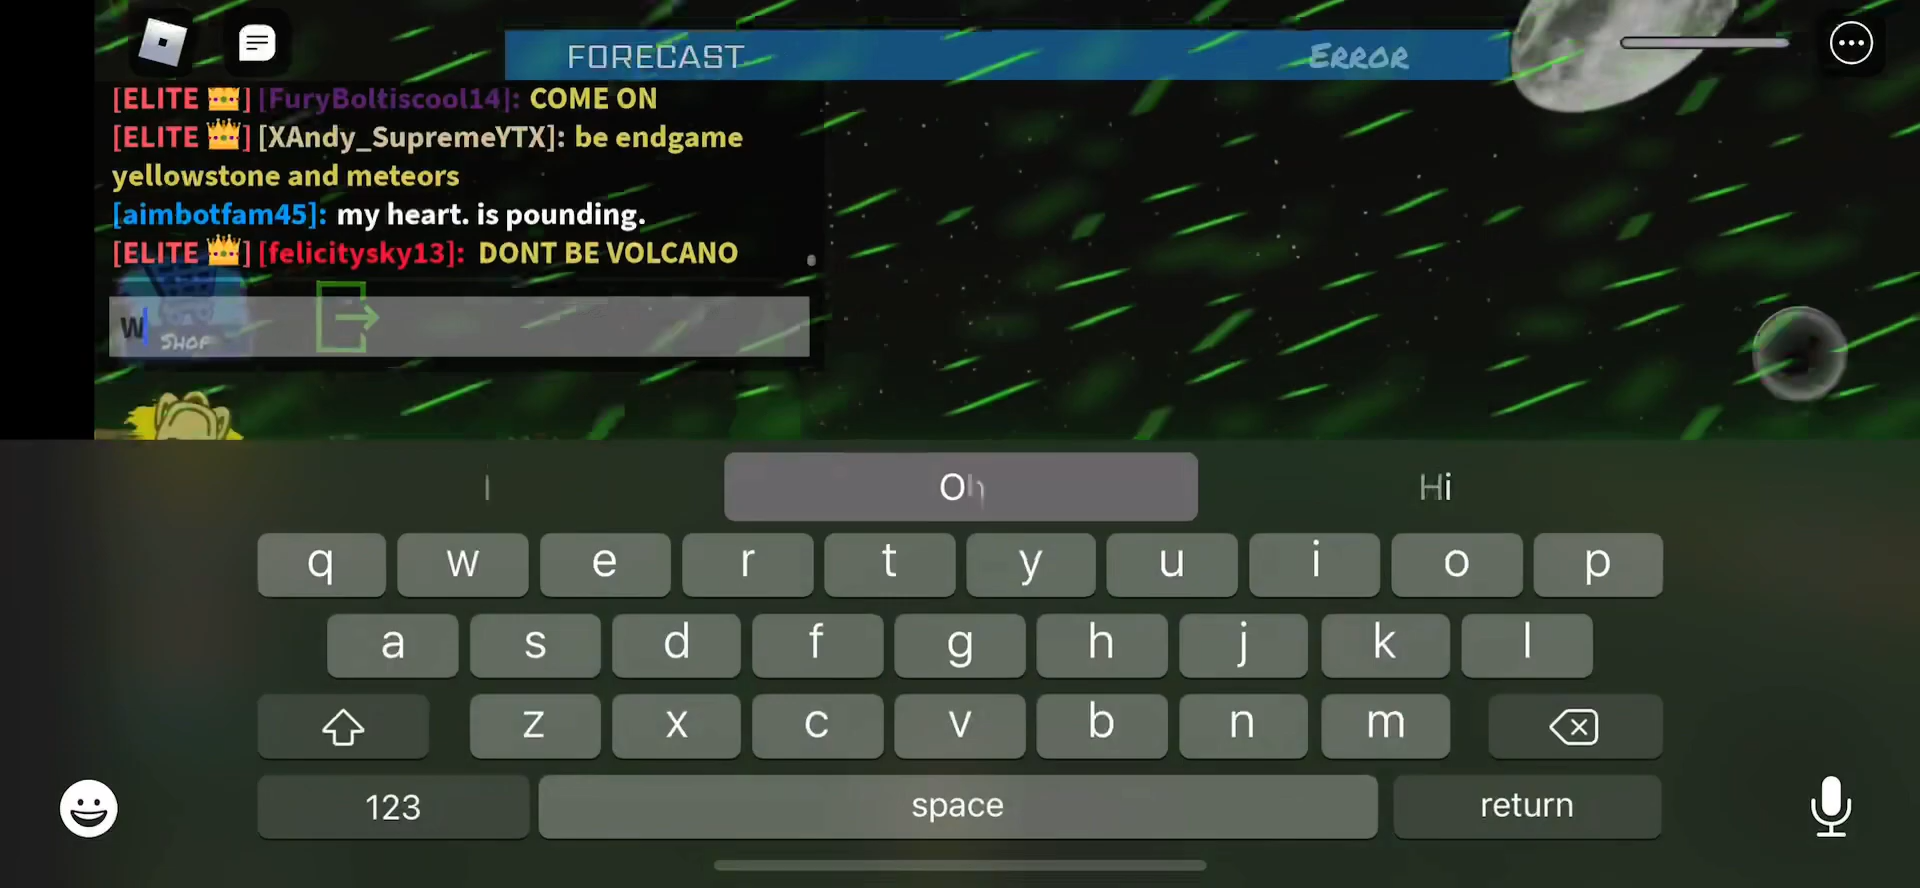 FORECAST ERROR
[ELITE 👑] [FuryBoltiscool14]: COME ON
[ELITE 👑] [XAndy_SupremeYTX]: be endgame
yellowstone and meteors
[aimbotfam45]: my heart. is pounding.
[ELITE 👑] [felicitysky13]: DONT BE VOLCANO
w
SHOP
Oh Hi
q w e r t y u i o p
a s d f g h j k l
z x c v b n m
123 space return